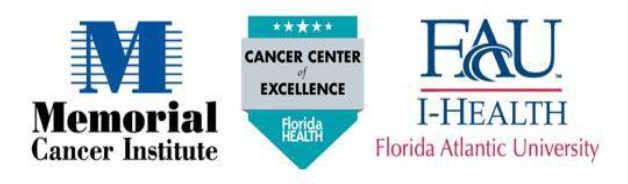 M
Memorial
Cancer Institute
CANCER CENTER
of
EXCELLENCE
Florida
HEALTH
FAU
I-HEALTH
Florida Atlantic University